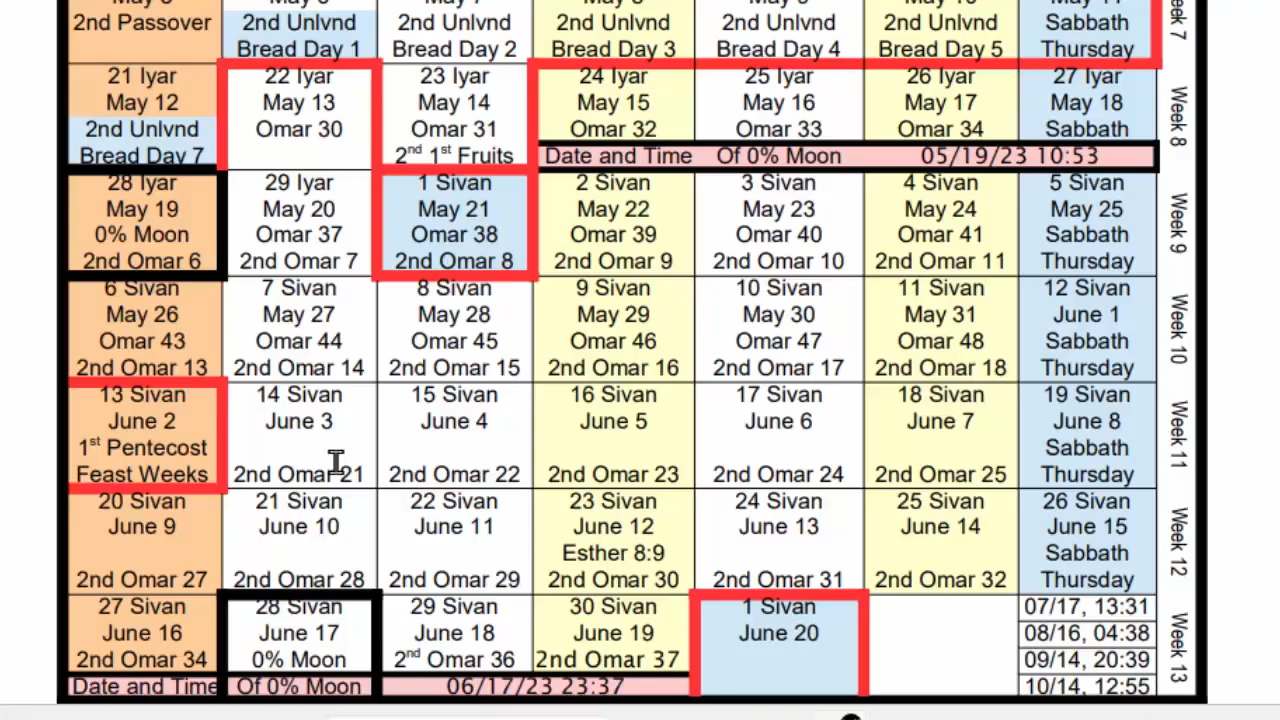 2nd Passover 2nd Unlvnd 2nd Unlvnd 2nd Unlvnd 2nd Unlvnd 2nd Unlvnd Sabbath
Bread Day 1 Bread Day 2 Bread Day 3 Bread Day 4 Bread Day 5 Thursday
21 Iyar 22 Iyar 23 Iyar 24 Iyar 25 Iyar 26 Iyar 27 Iyar
May 12 May 13 May 14 May 15 May 16 May 17 May 18
2nd Unlvnd Omar 30 Omar 31 Omar 32 Omar 33 Omar 34 Sabbath
Bread Day 7 2nd 1st Fruits Date and Time Of 0% Moon 05/19/23 10:53
Week 8
28 Iyar 29 Iyar 1 Sivan 2 Sivan 3 Sivan 4 Sivan 5 Sivan
May 19 May 20 May 21 May 22 May 23 May 24 May 25
0% Moon Omar 37 Omar 38 Omar 39 Omar 40 Omar 41 Sabbath
2nd Omar 6 2nd Omar 7 2nd Omar 8 2nd Omar 9 2nd Omar 10 2nd Omar 11 Thursday
Week 9
6 Sivan 7 Sivan 8 Sivan 9 Sivan 10 Sivan 11 Sivan 12 Sivan
May 26 May 27 May 28 May 29 May 30 May 31 June 1
Omar 43 Omar 44 Omar 45 Omar 46 Omar 47 Omar 48 Sabbath
2nd Omar 13 2nd Omar 14 2nd Omar 15 2nd Omar 16 2nd Omar 17 2nd Omar 18 Thursday
Week 10
13 Sivan 14 Sivan 15 Sivan 16 Sivan 17 Sivan 18 Sivan 19 Sivan
June 2 June 3 June 4 June 5 June 6 June 7 June 8
1st Pentecost Sabbath
Feast Weeks 2nd Omar 21 2nd Omar 22 2nd Omar 23 2nd Omar 24 2nd Omar 25 Thursday
Week 11
20 Sivan 21 Sivan 22 Sivan 23 Sivan 24 Sivan 25 Sivan 26 Sivan
June 9 June 10 June 11 June 12 June 13 June 14 June 15
Esther 8:9 Sabbath
2nd Omar 27 2nd Omar 28 2nd Omar 29 2nd Omar 30 2nd Omar 31 2nd Omar 32 Thursday
Week 12
27 Sivan 28 Sivan 29 Sivan 30 Sivan 1 Sivan 07/17, 13:31
June 16 June 17 June 18 June 19 June 20 08/16, 04:38
2nd Omar 34 0% Moon 2nd Omar 36 2nd Omar 37 09/14, 20:39
Date and Time Of 0% Moon 06/17/23 23:37 10/14, 12:55
Week 13